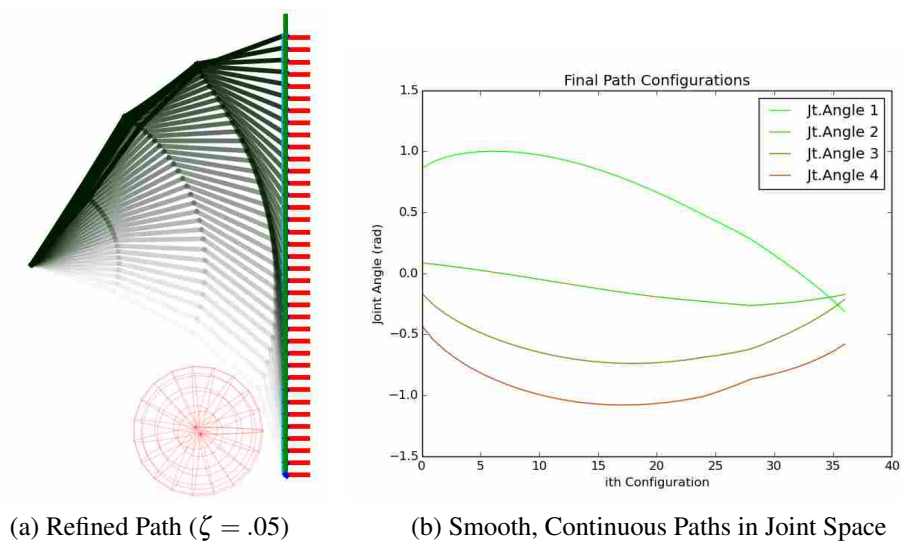 Final Path Configurations
1.5
1.0
0.5
0.0
−0.5
−1.0
−1.5
Joint Angle (rad)
Jt.Angle 1
Jt.Angle 2
Jt.Angle 3
Jt.Angle 4
0 5 10 15 20 25 30 35 40
ith Configuration
(a) Refined Path (ζ = .05)
(b) Smooth, Continuous Paths in Joint Space